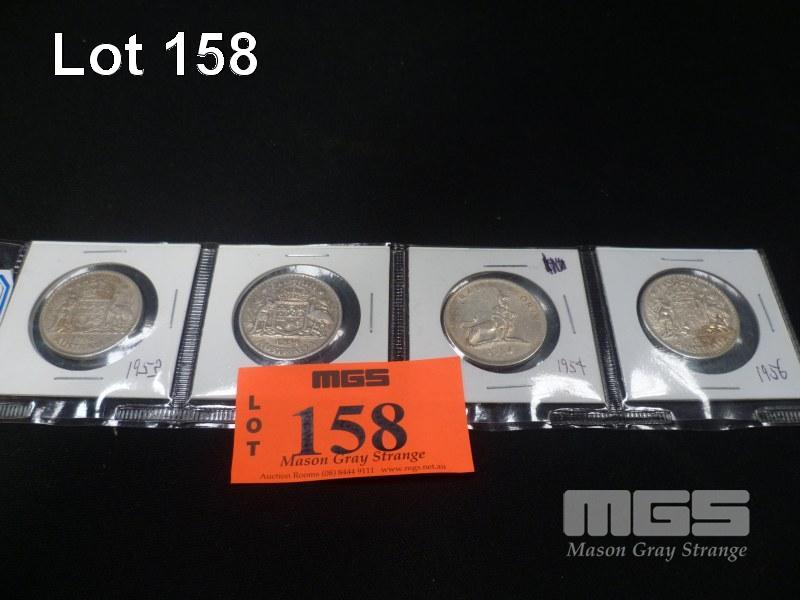 Lot 158
1953
1954
1956
MGS
LOT
158
Mason Gray Strange
Auction Rooms (08) 8444 9111 www.mgs.net.au
MGS
Mason Gray Strange